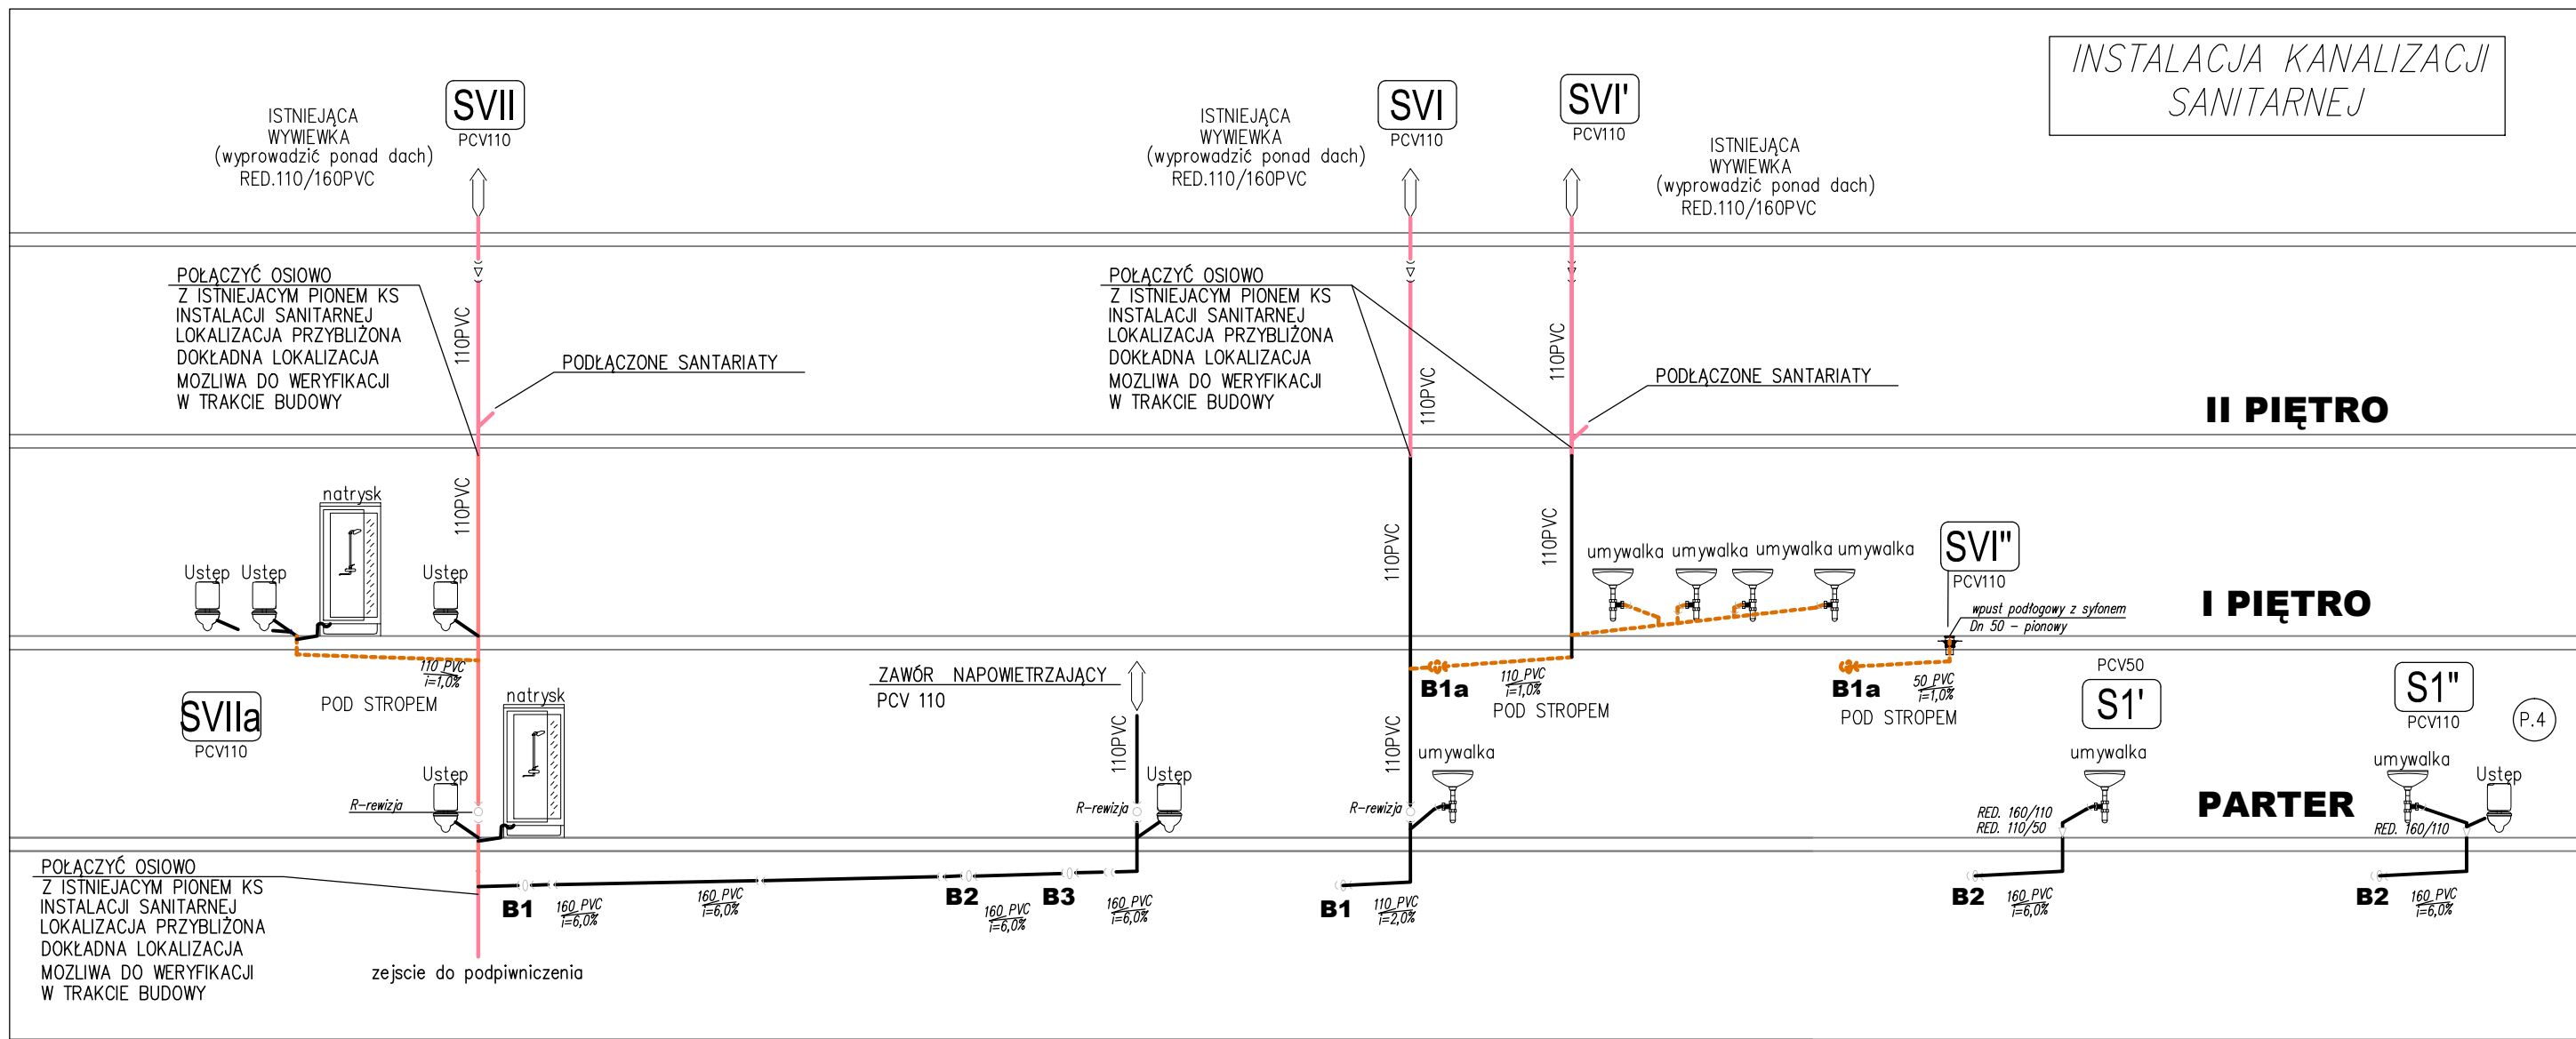 INSTALACJA KANALIZACJI
SANITARNEJ
SVII
PCV110
ISTNIEJĄCA
WYWIEWKA
(wyprowadzić ponad dach)
RED.110/160PVC
SVI
PCV110
ISTNIEJĄCA
WYWIEWKA
(wyprowadzić ponad dach)
RED.110/160PVC
SVI'
PCV110
ISTNIEJĄCA
WYWIEWKA
(wyprowadzić ponad dach)
RED.110/160PVC
POŁĄCZYĆ OSIOWO
Z ISTNIEJACYM PIONEM KS
INSTALACJI SANITARNEJ
LOKALIZACJA PRZYBLIŻONA
DOKŁADNA LOKALIZACJA
MOZLIWA DO WERYFIKACJI
W TRAKCIE BUDOWY
110PVC
PODŁĄCZONE SANTARIATY
POŁĄCZYĆ OSIOWO
Z ISTNIEJACYM PIONEM KS
INSTALACJI SANITARNEJ
LOKALIZACJA PRZYBLIŻONA
DOKŁADNA LOKALIZACJA
MOZLIWA DO WERYFIKACJI
W TRAKCIE BUDOWY
110PVC
110PVC
PODŁĄCZONE SANTARIATY
II PIĘTRO
natrysk
110PVC
Ustęp
Ustęp
Ustęp
110PVC
110PVC
umywalka
umywalka
umywalka
umywalka
SVI"
PCV110
wpust podłogowy z syfonem
Dn 50 - pionowy
I PIĘTRO
110 PVC
i=1,0%
POD STROPEM
SVIIa
PCV110
natrysk
ZAWÓR NAPOWIETRZAJĄCY
PCV 110
110PVC
B1a
110 PVC
i=1,0%
POD STROPEM
110PVC
umywalka
B1a
50 PVC
i=1,0%
POD STROPEM
PCV50
S1'
umywalka
S1"
PCV110
P.4
umywalka
Ustęp
Ustęp
R-rewizja
R-rewizja
Ustęp
R-rewizja
RED. 160/110
RED. 110/50
PARTER
RED. 160/110
POŁĄCZYĆ OSIOWO
Z ISTNIEJACYM PIONEM KS
INSTALACJI SANITARNEJ
LOKALIZACJA PRZYBLIŻONA
DOKŁADNA LOKALIZACJA
MOZLIWA DO WERYFIKACJI
W TRAKCIE BUDOWY
zejscie do podpiwniczenia
B1
160 PVC
i=6,0%
160 PVC
i=6,0%
B2
160 PVC
i=6,0%
B3
160 PVC
i=6,0%
B1
110 PVC
i=2,0%
B2
160 PVC
i=6,0%
B2
160 PVC
i=6,0%